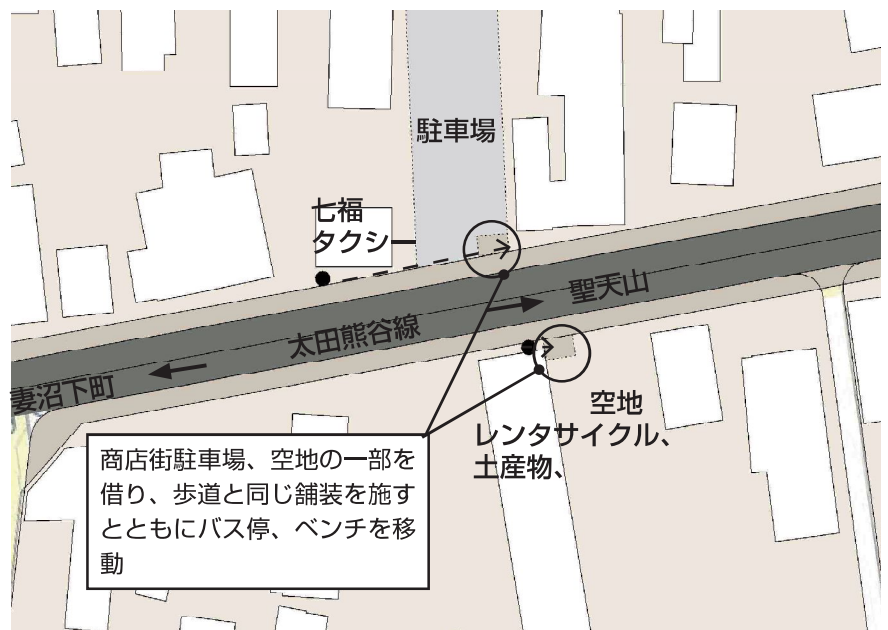 駐車場
七福
タクシー
聖天山
太田熊谷線
妻沼下町
空地
レンタサイクル、
土産物、
商店街駐車場、空地の一部を
借り、歩道と同じ舗装を施す
とともにバス停、ベンチを移
動